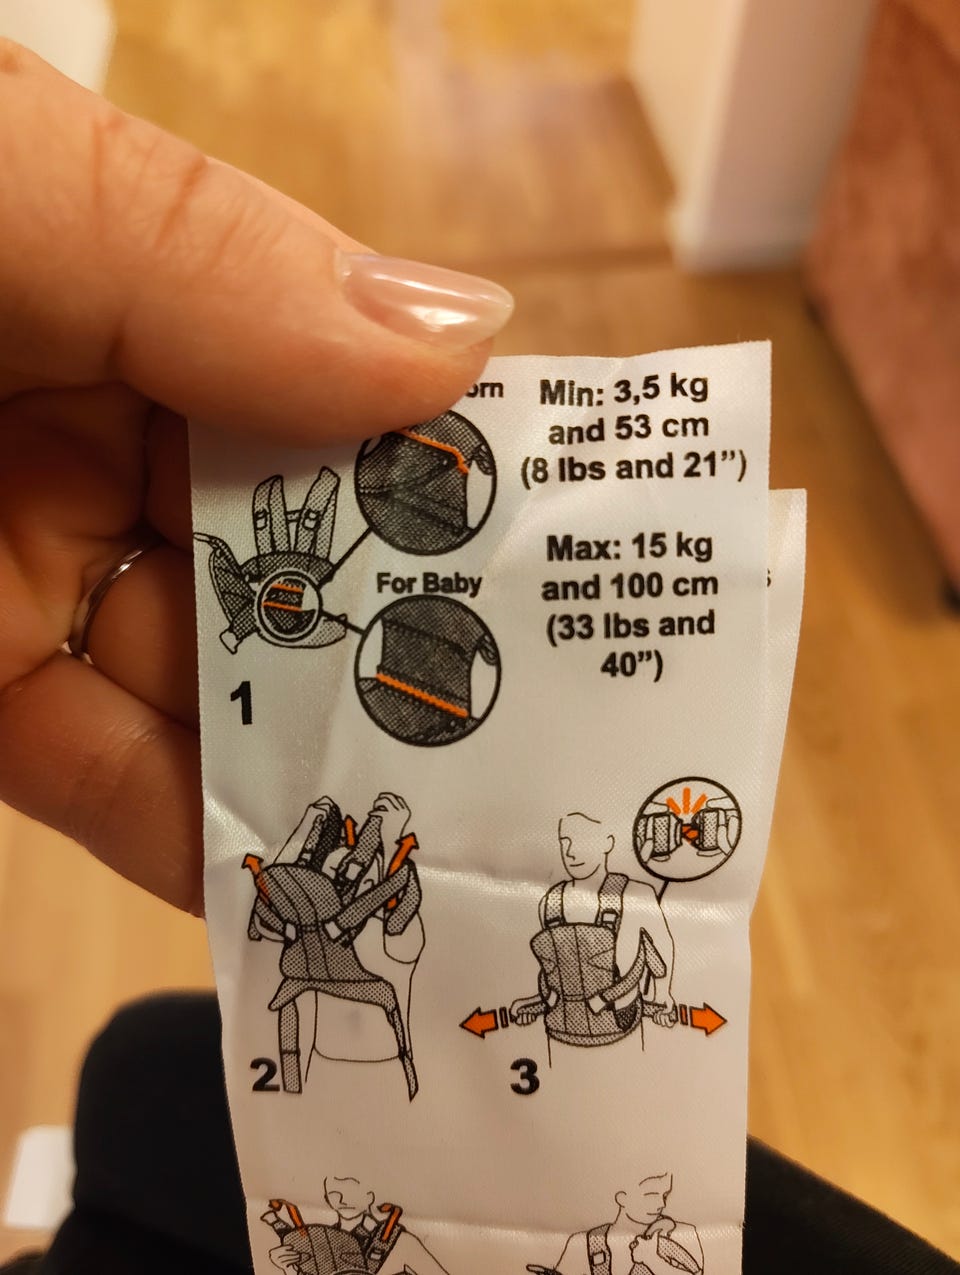 Min: 3,5 kg
and 53 cm
(8 lbs and 21”)
Max: 15 kg
and 100 cm
(33 lbs and
40”)
For Baby
1
2
3